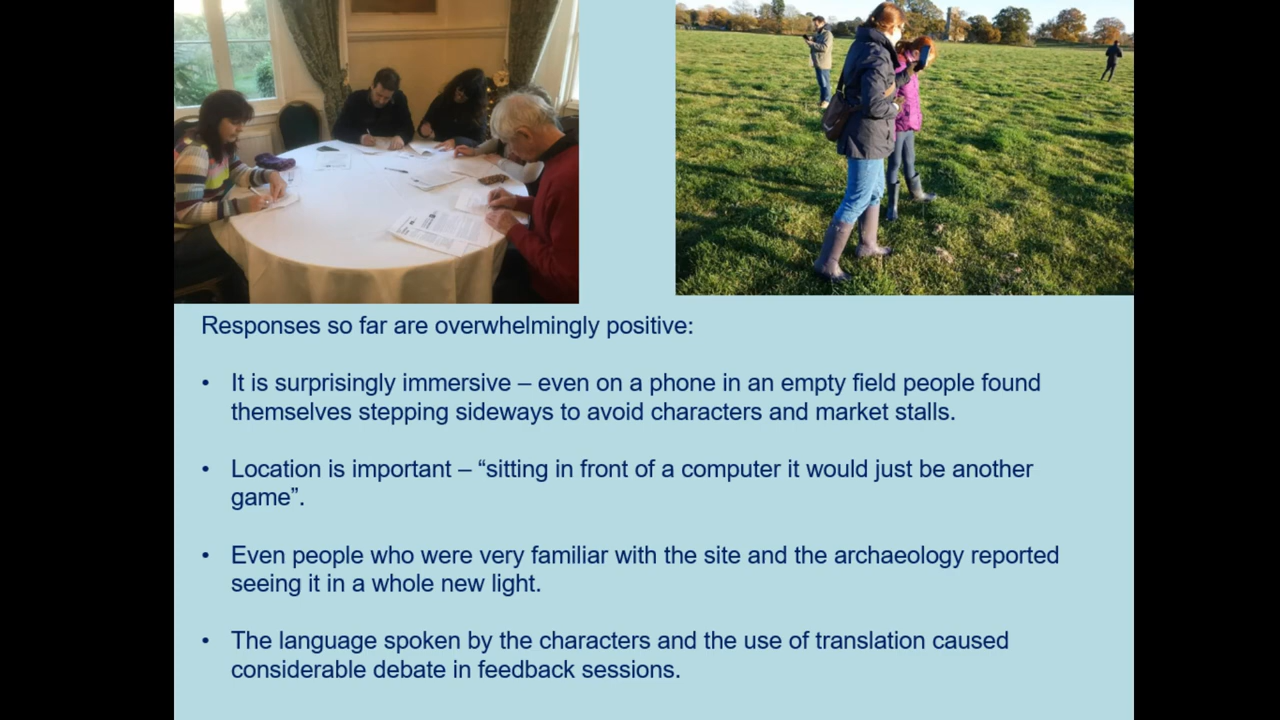 Responses so far are overwhelmingly positive:
• It is surprisingly immersive – even on a phone in an empty field people found
themselves stepping sideways to avoid characters and market stalls.
• Location is important – “sitting in front of a computer it would just be another
game”.
• Even people who were very familiar with the site and the archaeology reported
seeing it in a whole new light.
• The language spoken by the characters and the use of translation caused
considerable debate in feedback sessions.